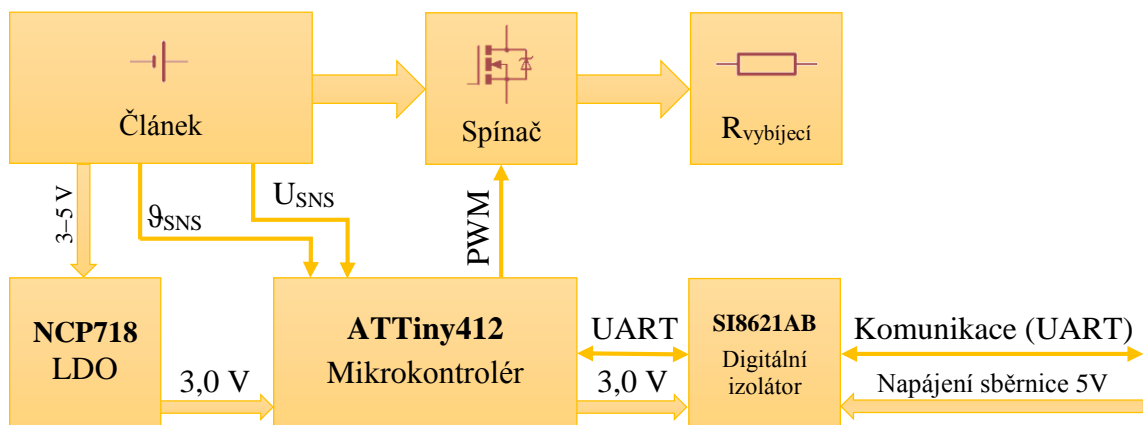 Článek
Spínač
Rvybíjecí
3–5 V
ϑSNS
USNS
PWM
NCP718
LDO
3,0 V
ATTiny412
Mikrokontrolér
UART
3,0 V
SI8621AB
Digitální
izolátor
Komunikace (UART)
Napájení sběrnice 5V